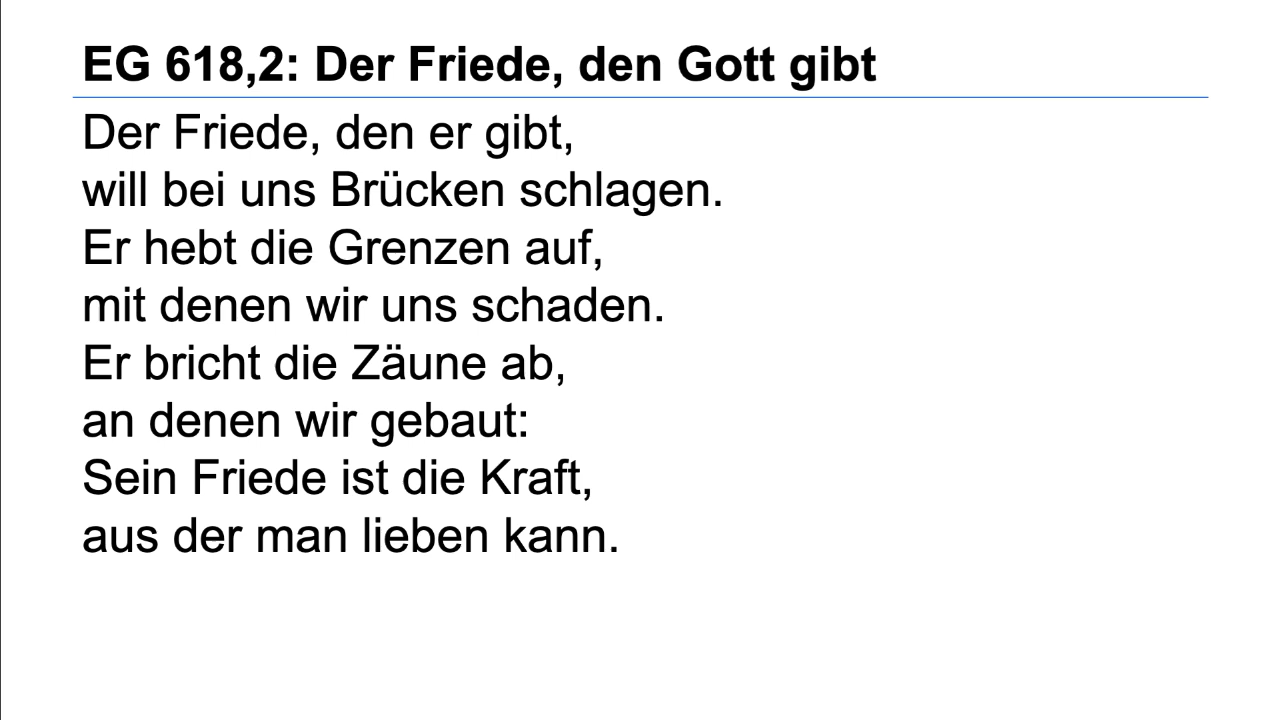 EG 618,2: Der Friede, den Gott gibt
Der Friede, den er gibt,
will bei uns Brücken schlagen.
Er hebt die Grenzen auf,
mit denen wir uns schaden.
Er bricht die Zäune ab,
an denen wir gebaut:
Sein Friede ist die Kraft,
aus der man lieben kann.